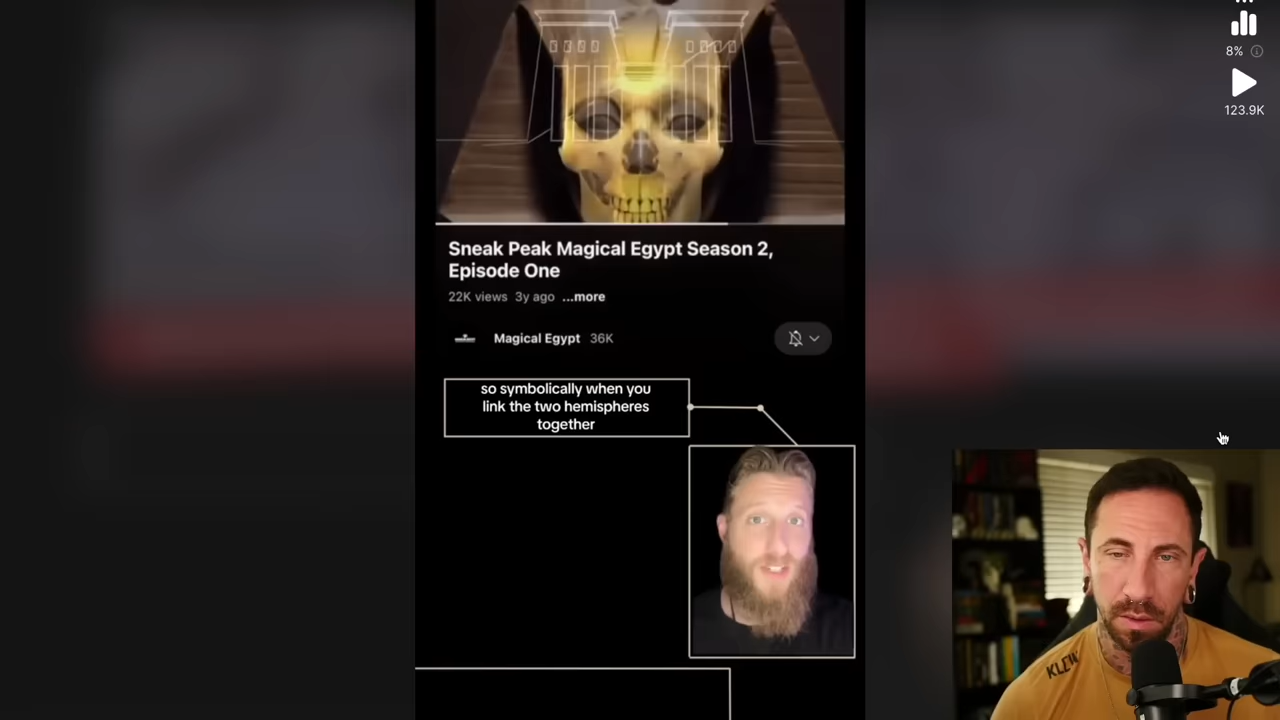 8%
123.9K
Sneak Peak Magical Egypt Season 2,
Episode One
22K views 3y ago ...more
Magical Egypt 36K
so symbolically when you
link the two hemispheres
together
KLEW